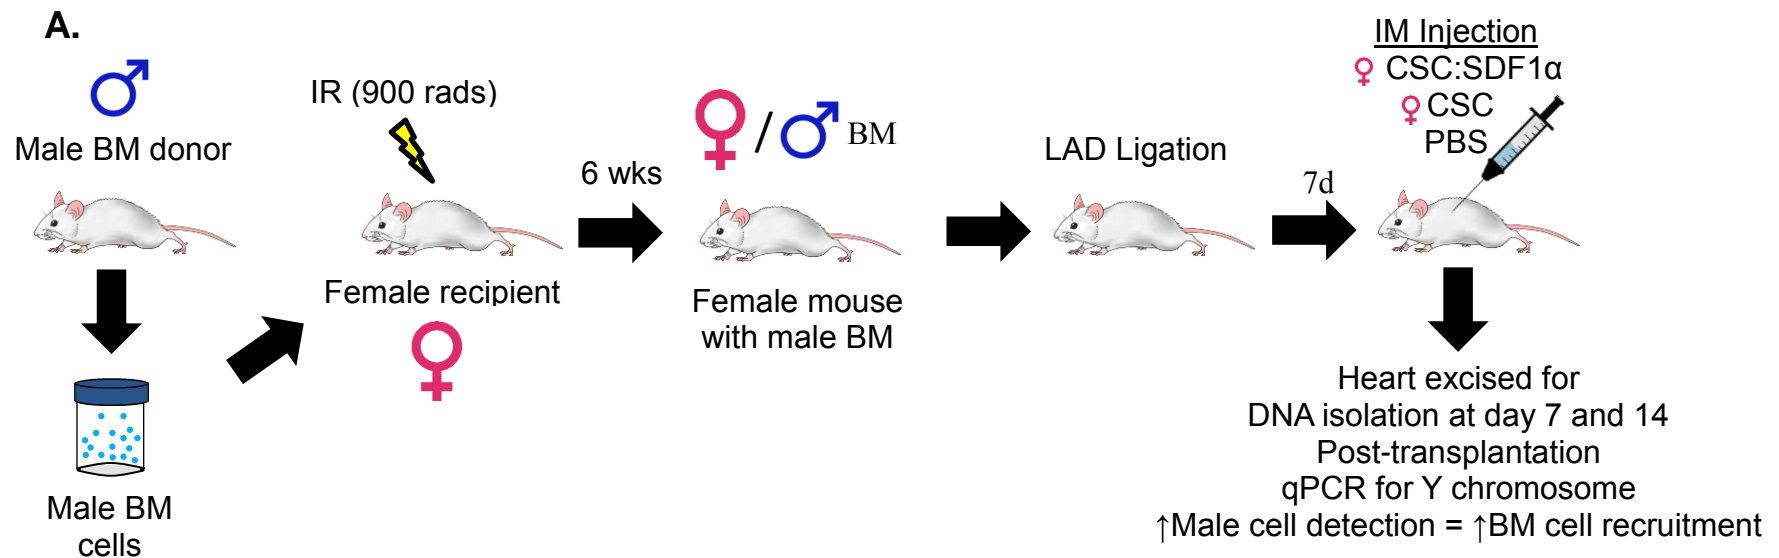 A.
Male BM donor
Male BM
cells
IR (900 rads)
Female recipient
6 wks
♀/♂ BM
Female mouse
with male BM
LAD Ligation
7d
IM Injection
♀ CSC:SDF1α
♀ CSC
PBS
Heart excised for
DNA isolation at day 7 and 14
Post-transplantation
qPCR for Y chromosome
↑Male cell detection = ↑BM cell recruitment